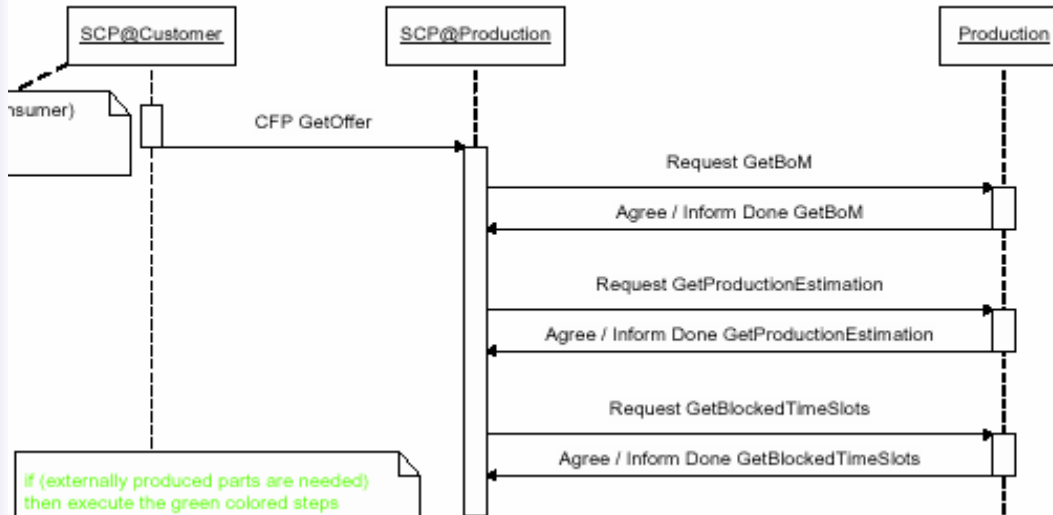 SCP@Customer
SCP@Production
Production
nsumer)
CFP GetOffer
Request GetBoM
Agree / Inform Done GetBoM
Request GetProductionEstimation
Agree / Inform Done GetProductionEstimation
Request GetBlockedTimeSlots
Agree / Inform Done GetBlockedTimeSlots
if (externally produced parts are needed)
then execute the green colored steps